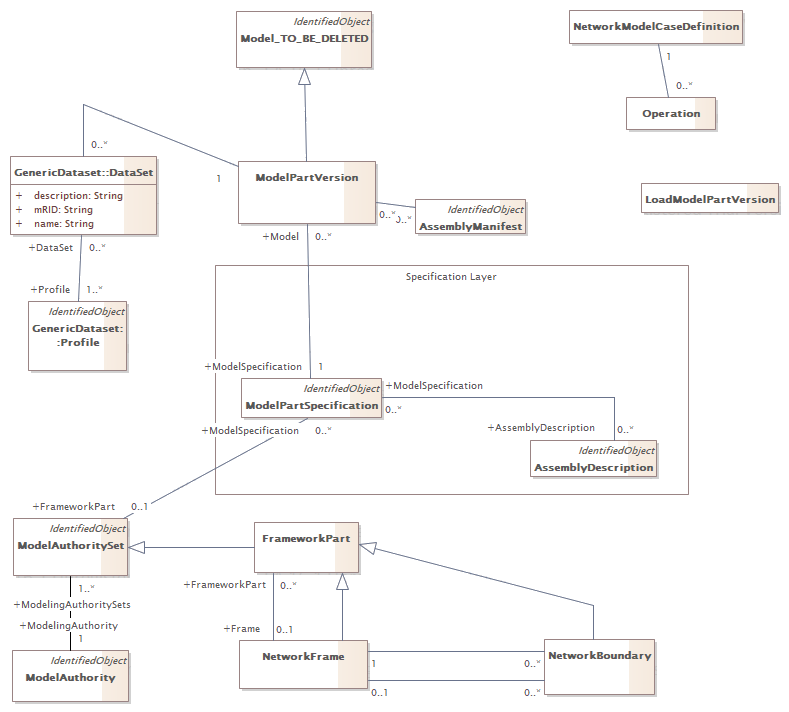 IdentifiedObject
Model_TO_BE_DELETED
NetworkModelCaseDefinition
1
0..*
Operation
0..*
GenericDataset::DataSet
+ description: String
+ mRID: String
+ name: String
1
ModelPartVersion
LoadModelPartVersion
0..*
0..*
IdentifiedObject
AssemblyManifest
+DataSet 0..*
+Model 0..*
+Profile 1..*
IdentifiedObject
GenericDataset:
:Profile
Specification Layer
+ModelSpecification 1
IdentifiedObject
ModelPartSpecification
+ModelSpecification
0..*
+ModelSpecification 0..*
+AssemblyDescription 0..*
IdentifiedObject
AssemblyDescription
+FrameworkPart 0..1
IdentifiedObject
ModelAuthoritySet
FrameworkPart
1..*
+ModelingAuthoritySets
+ModelingAuthority
1
IdentifiedObject
ModelAuthority
+FrameworkPart 0..*
+Frame 0..1
NetworkFrame
1 0..*
0..1 0..*
NetworkBoundary